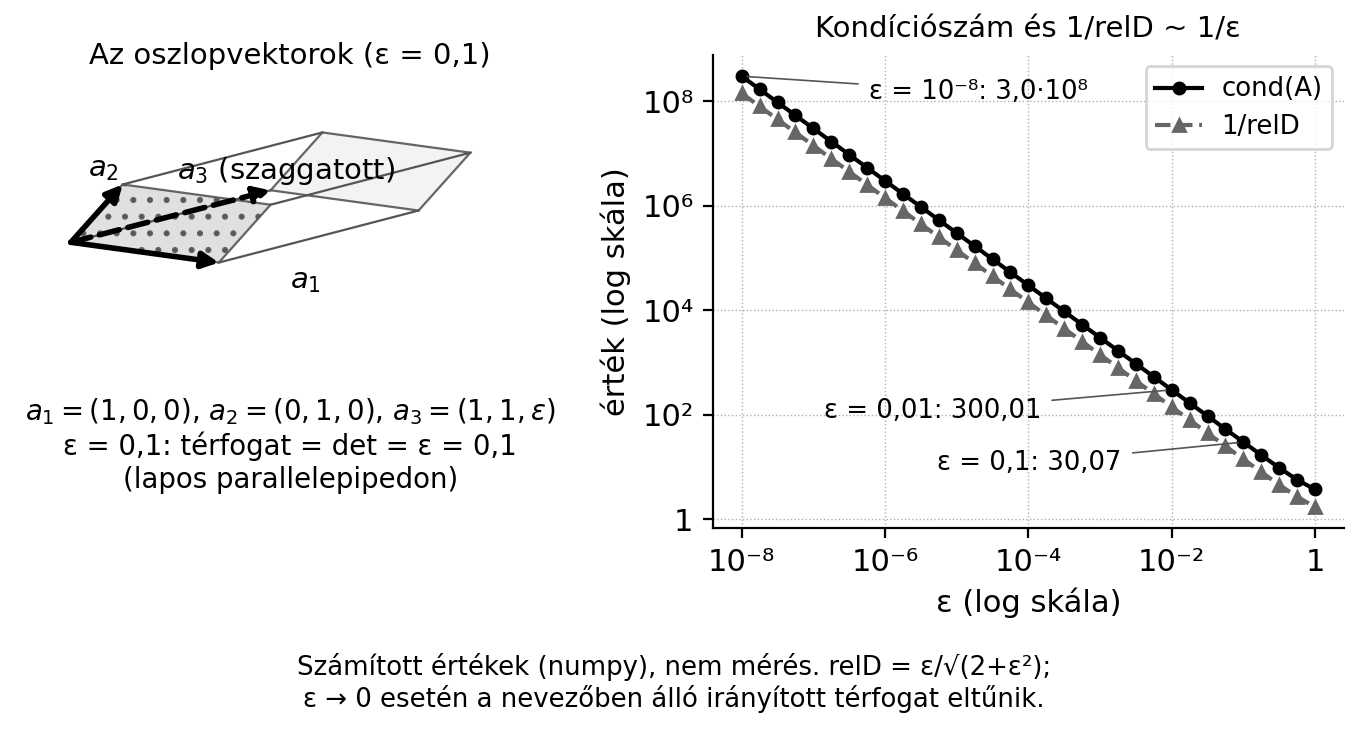 Az oszlopvektorok (ε = 0,1)
a₂
a₃ (szaggatott)
a₁
a₁ = (1, 0, 0), a₂ = (0, 1, 0), a₃ = (1, 1, ε)
ε = 0,1: térfogat = det = ε = 0,1
(lapos parallelepipedon)
Kondíciószám és 1/relD ~ 1/ε
ε = 10⁻⁸: 3,0·10⁸
cond(A)
1/relD
ε = 0,01: 300,01
ε = 0,1: 30,07
érték (log skála)
10⁸
10⁶
10⁴
10²
1
10⁻⁸ 10⁻⁶ 10⁻⁴ 10⁻² 1
ε (log skála)
Számított értékek (numpy), nem mérés. relD = ε/√(2+ε²);
ε → 0 esetén a nevezőben álló irányított térfogat eltűnik.